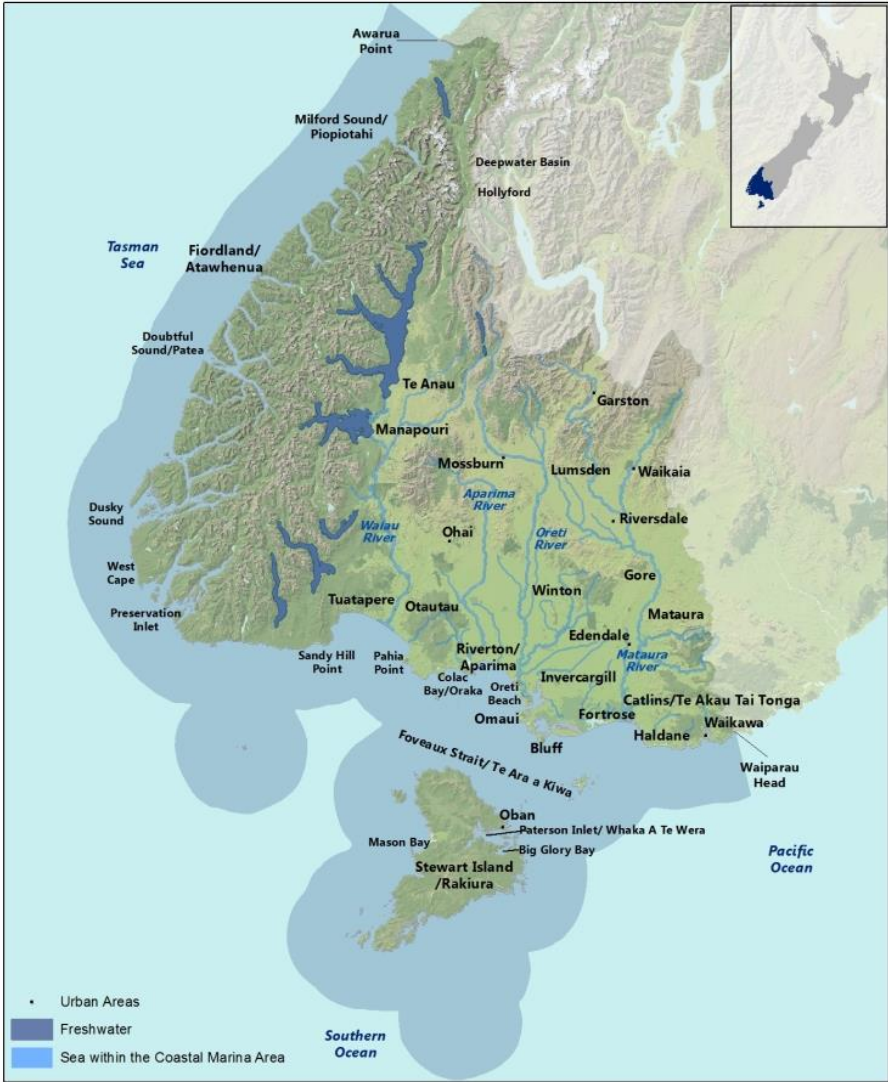 Awarua
Point
Milford Sound/
Piopiotahi
Deepwater Basin
Hollyford
Tasman
Sea
Fiordland/
Atawhenua
Doubtful
Sound/Patea
Te Anau
Garston
Manapouri
Mossburn
Lumsden
Waikaia
Aparima
River
Dusky
Sound
Waiau
River
Ohai
Oreti
River
Riversdale
West
Cape
Gore
Preservation
Inlet
Tuatapere
Otautau
Winton
Mataura
Edendale
Sandy Hill
Point
Pahia
Point
Riverton/
Aparima
Mataura
River
Colac
Bay/Oraka
Oreti
Beach
Invercargill
Catlins/Te Akau Tai Tonga
Omaui
Fortrose
Waikawa
Haldane
Bluff
Foveaux Strait/ Te Ara a Kiwa
Waiparau
Head
Oban
Paterson Inlet/ Whaka A Te Wera
Mason Bay
Big Glory Bay
Stewart Island
/Rakiura
Pacific
Ocean
Urban Areas
Freshwater
Sea within the Coastal Marina Area
Southern
Ocean